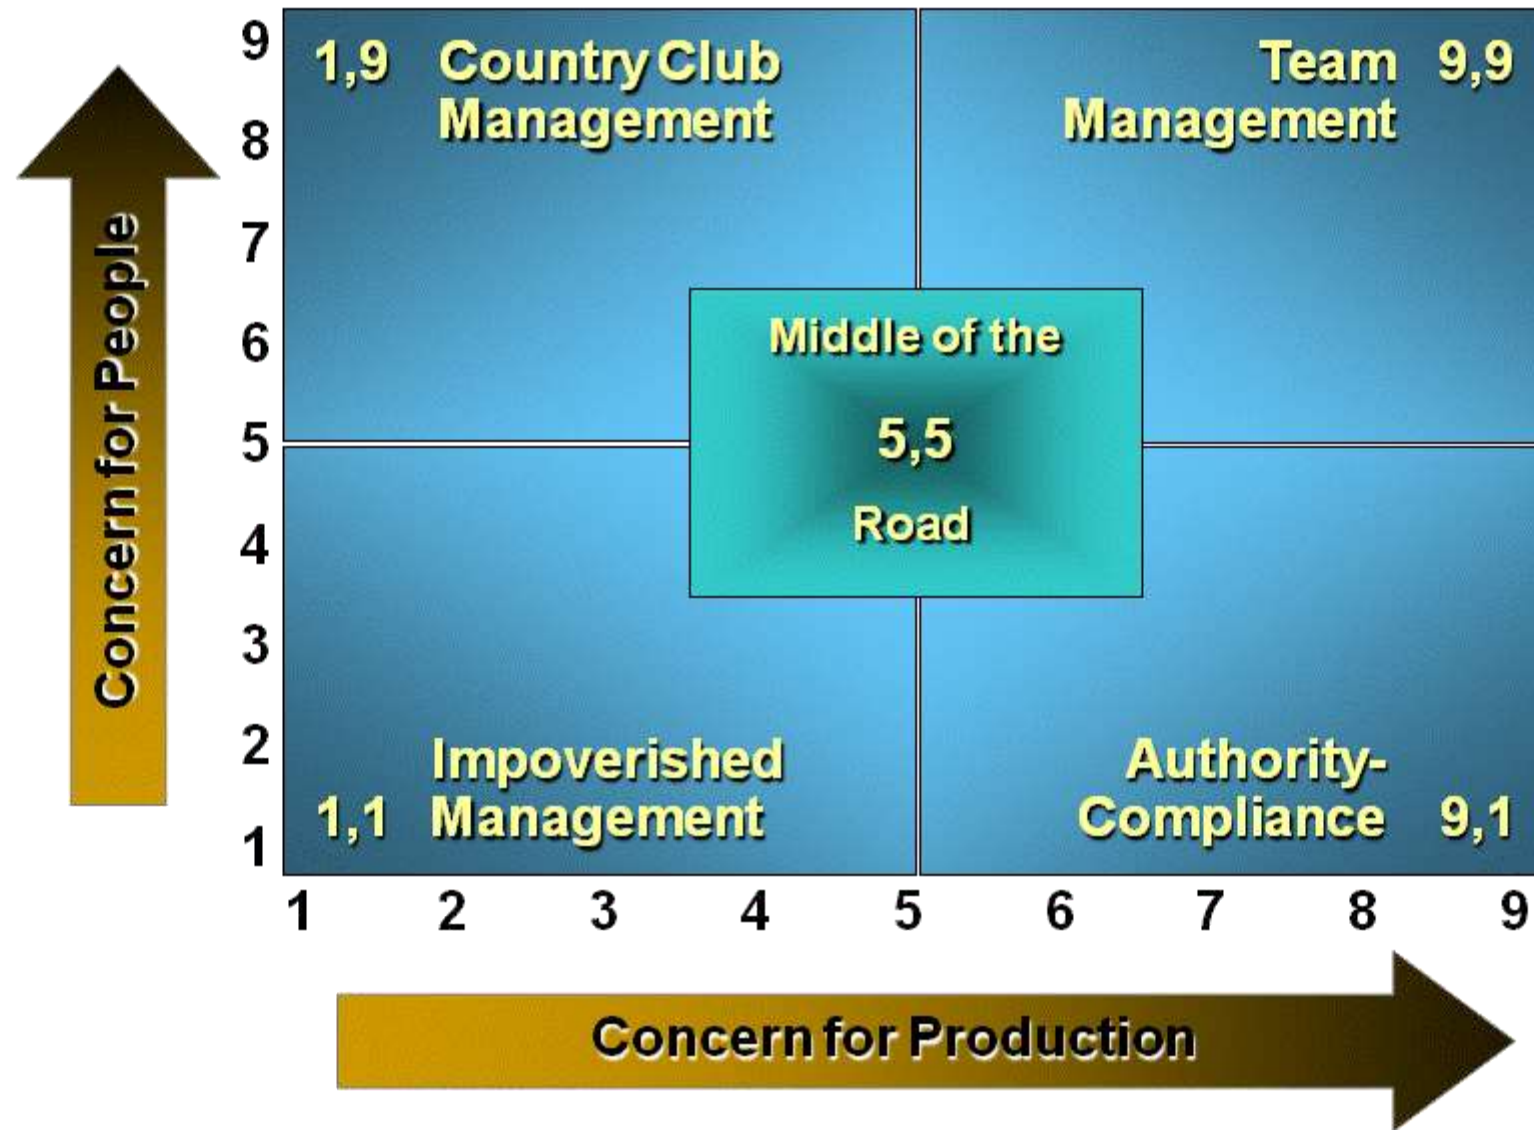 9
8
7
6
5
4
3
2
1
Concern for People
1,9 Country Club
Management
Team 9,9
Management
Middle of the
5,5
Road
Impoverished
1,1 Management
Authority-
Compliance 9,1
1 2 3 4 5 6 7 8 9
Concern for Production